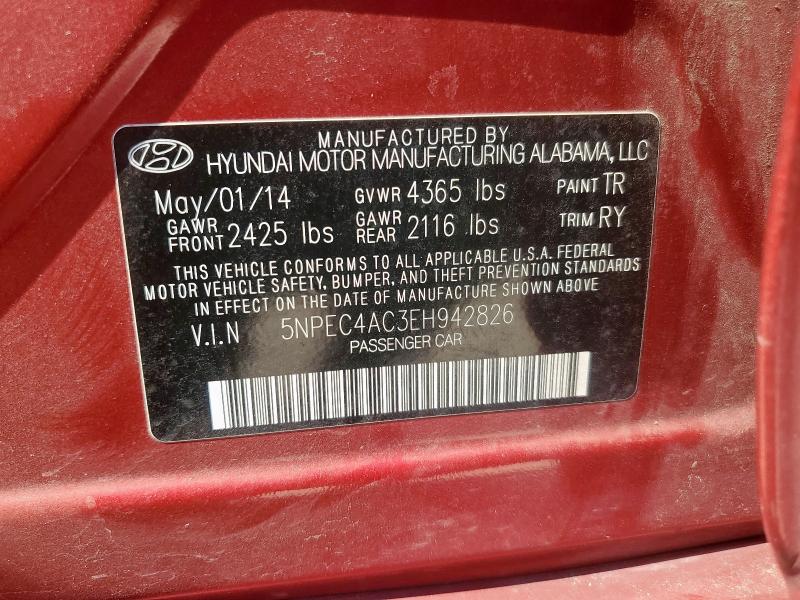 MANUFACTURED BY
HYUNDAI MOTOR MANUFACTURING ALABAMA, LLC
May/01/14 GVWR 4365 lbs PAINT TR
GAWR FRONT 2425 lbs GAWR REAR 2116 lbs TRIM RY
THIS VEHICLE CONFORMS TO ALL APPLICABLE U.S.A. FEDERAL
MOTOR VEHICLE SAFETY, BUMPER, AND THEFT PREVENTION STANDARDS
IN EFFECT ON THE DATE OF MANUFACTURE SHOWN ABOVE
V.I.N 5NPEC4AC3EH942826
PASSENGER CAR